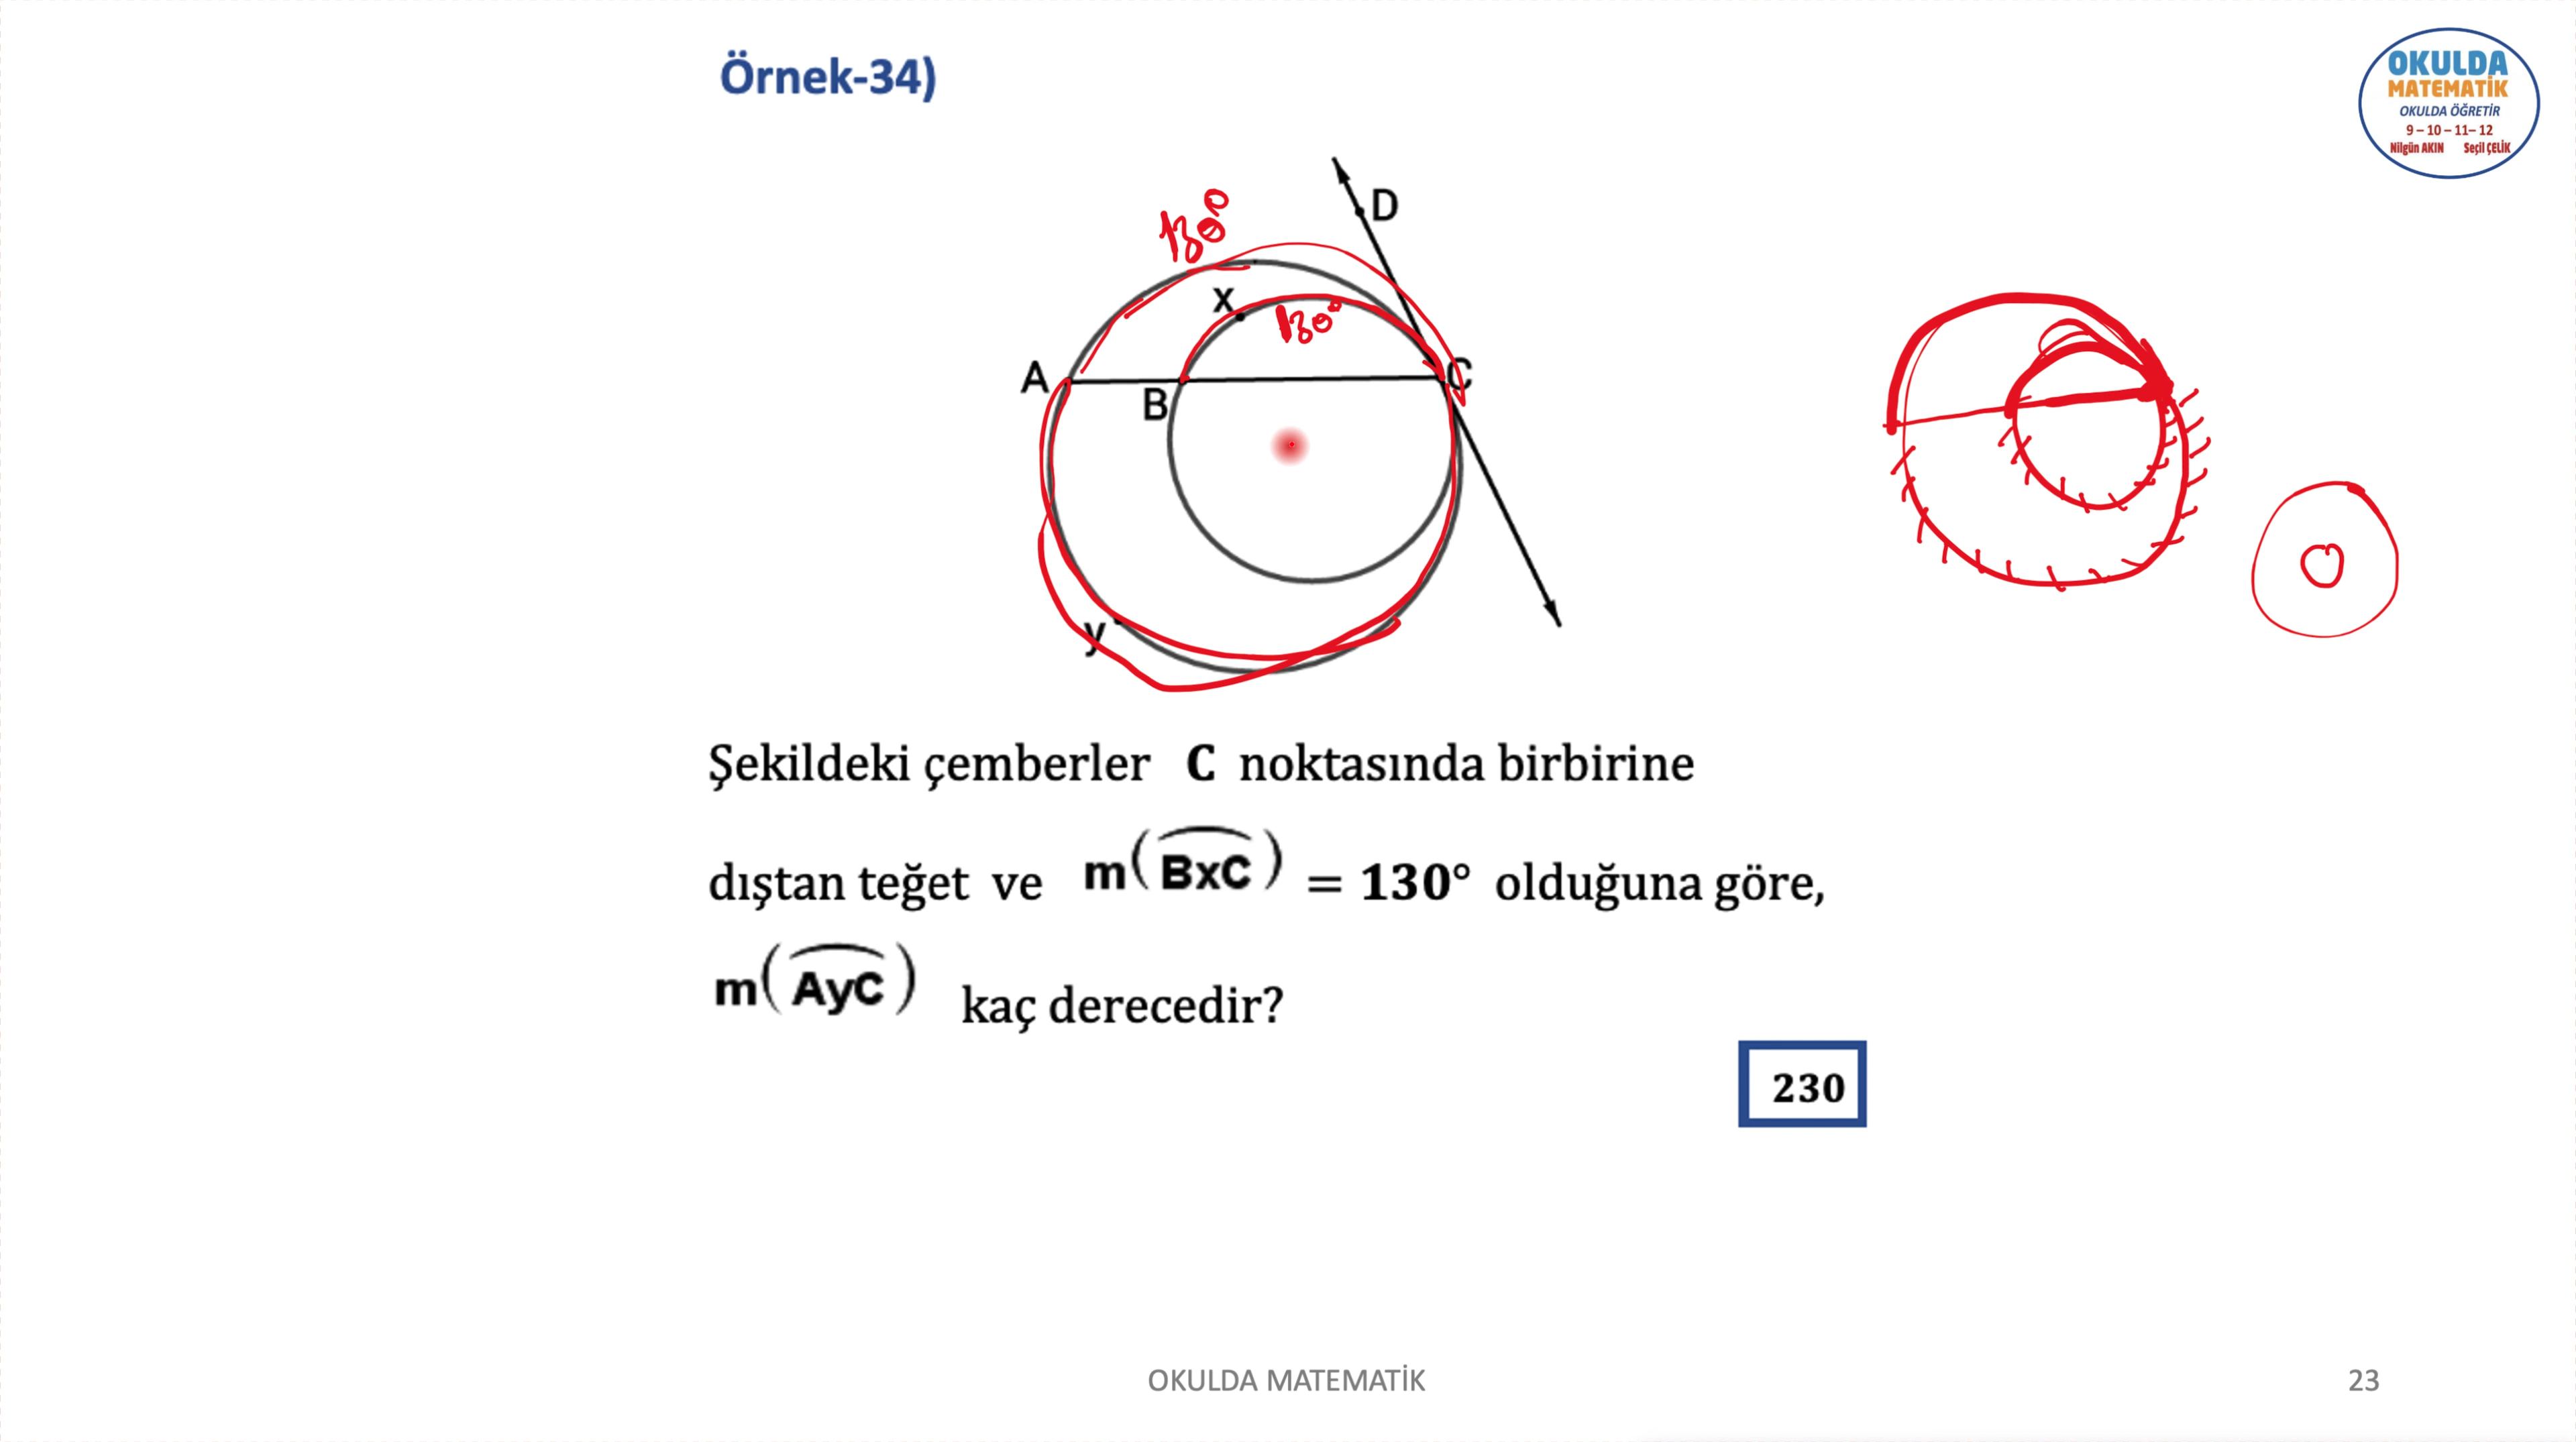 Örnek-34)
OKULDA
MATEMATİK
OKULDA ÖĞRETİR
9 – 10 – 11– 12
Nilgün AKIN Seçil ÇELİK
D
130°
x
130°
A
C
B
y
Şekildeki çemberler C noktasında birbirine
dıştan teğet ve m(BxC) = 130° olduğuna göre,
m(AyC) kaç derecedir?
230
OKULDA MATEMATİK
23